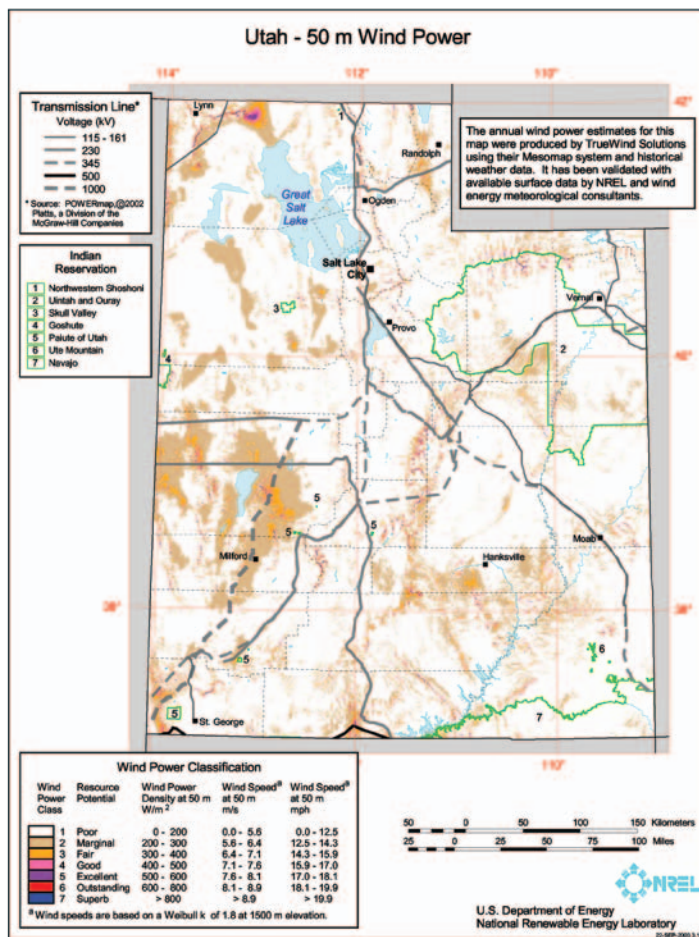 Utah - 50 m Wind Power
114°
112°
110°
42°
Transmission Line*
Voltage (kV)
115 - 161
230
345
500
1000
* Source: POWERmap,©2002
Platts, a Division of the
McGraw-Hill Companies
The annual wind power estimates for this
map were produced by TrueWind Solutions
using their Mesomap system and historical
weather data. It has been validated with
available surface data by NREL and wind
energy meteorological consultants.
Indian
Reservation
1 Northwestern Shoshoni
2 Uintah and Ouray
3 Skull Valley
4 Goshute
5 Paiute of Utah
6 Ute Mountain
7 Navajo
Lynn
1
Randolph
Great
Salt
Lake
Ogden
Salt Lake
City
3
Vernal
Provo
4
2
40°
5
5
5
Milford
Moab
Hanksville
38°
38°
5
6
5
St. George
7
110°
Wind Power Classification
Wind Power Class Resource Potential Wind Power Density at 50 m W/m² Wind Speed a at 50 m m/s Wind Speed a at 50 m mph
1 Poor 0 - 200 0.0 - 5.6 0.0 - 12.5
2 Marginal 200 - 300 5.6 - 6.4 12.5 - 14.3
3 Fair 300 - 400 6.4 - 7.1 14.3 - 15.9
4 Good 400 - 500 7.1 - 7.6 15.9 - 17.0
5 Excellent 500 - 600 7.6 - 8.1 17.0 - 18.1
6 Outstanding 600 - 800 8.1 - 8.9 18.1 - 19.9
7 Superb > 800 > 8.9 > 19.9
a Wind speeds are based on a Weibull k of 1.8 at 1500 m elevation.
50 0 50 100 150 Kilometers
25 0 25 50 75 100 Miles
NREL
U.S. Department of Energy
National Renewable Energy Laboratory